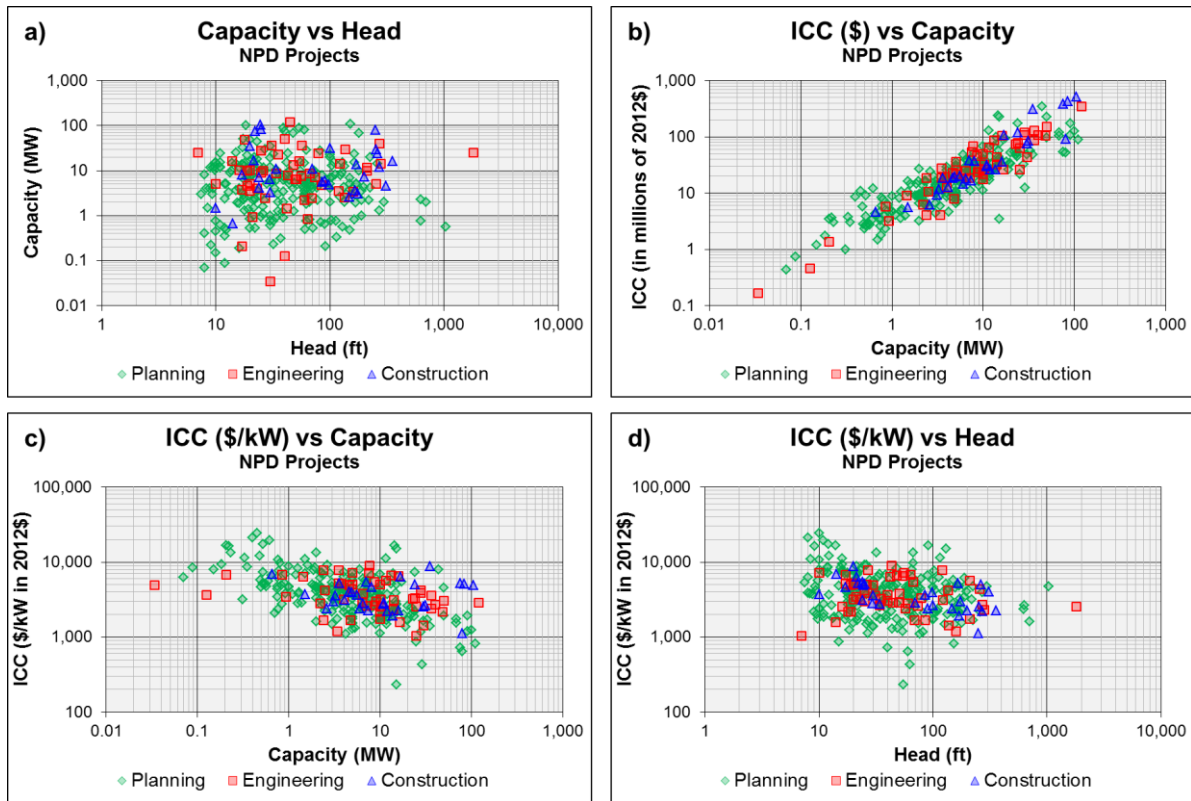 a)
Capacity vs Head
NPD Projects
Capacity (MW)
1,000
100
10
1
0.1
0.01
1
10
100
1,000
10,000
Head (ft)
Planning
Engineering
Construction
b)
ICC ($) vs Capacity
NPD Projects
ICC (in millions of 2012$)
1,000
100
10
1
0.1
0.01
0.1
1
10
100
1,000
Capacity (MW)
Planning
Engineering
Construction
c)
ICC ($/kW) vs Capacity
NPD Projects
ICC ($/kW in 2012$)
100,000
10,000
1,000
100
0.01
0.1
1
10
100
1,000
Capacity (MW)
Planning
Engineering
Construction
d)
ICC ($/kW) vs Head
NPD Projects
ICC ($/kW in 2012$)
100,000
10,000
1,000
100
1
10
100
1,000
10,000
Head (ft)
Planning
Engineering
Construction